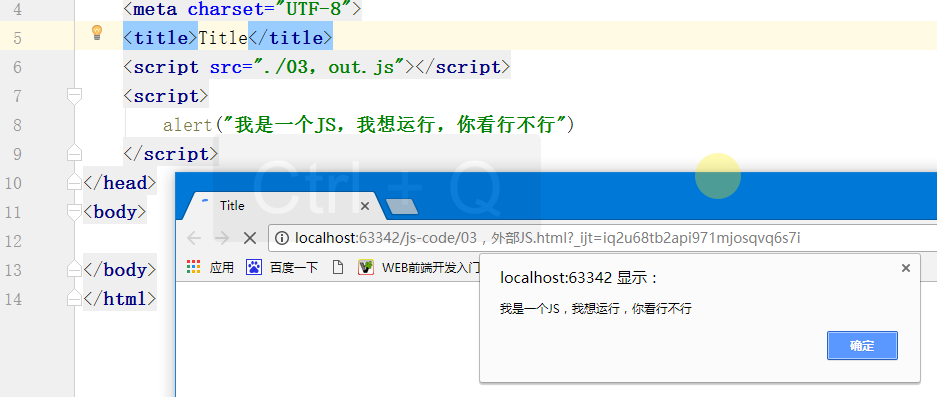 4 <meta charset="UTF-8">
5 <title>Title</title>
6 <script src="./03，out.js"></script>
7 <script>
8 alert("我是一个JS，我想运行，你看行不行")
9 </script>
10 </head>
11 <body>
12
13 </body>
14 </html>
Ctrl + Q
Title
localhost:63342/js-code/03，外部JS.html?_ijt=iq2u68tb2api971mjosqvq6s7i
应用 百度一下 WEB前端开发入门
localhost:63342 显示：
我是一个JS，我想运行，你看行不行
确定